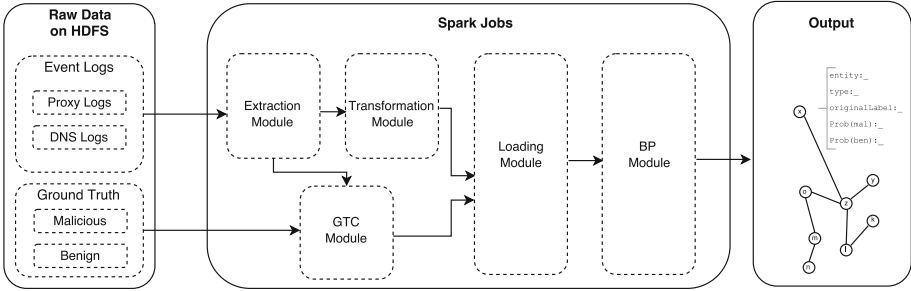 Raw Data
on HDFS
Event Logs
Proxy Logs
DNS Logs
Ground Truth
Malicious
Benign
Spark Jobs
Extraction
Module
Transformation
Module
GTC
Module
Loading
Module
BP
Module
Output
entity:_
type:_
originalLabel:_
Prob(mal):_
Prob(ben):_
x
y
o
z
k
m
l
n